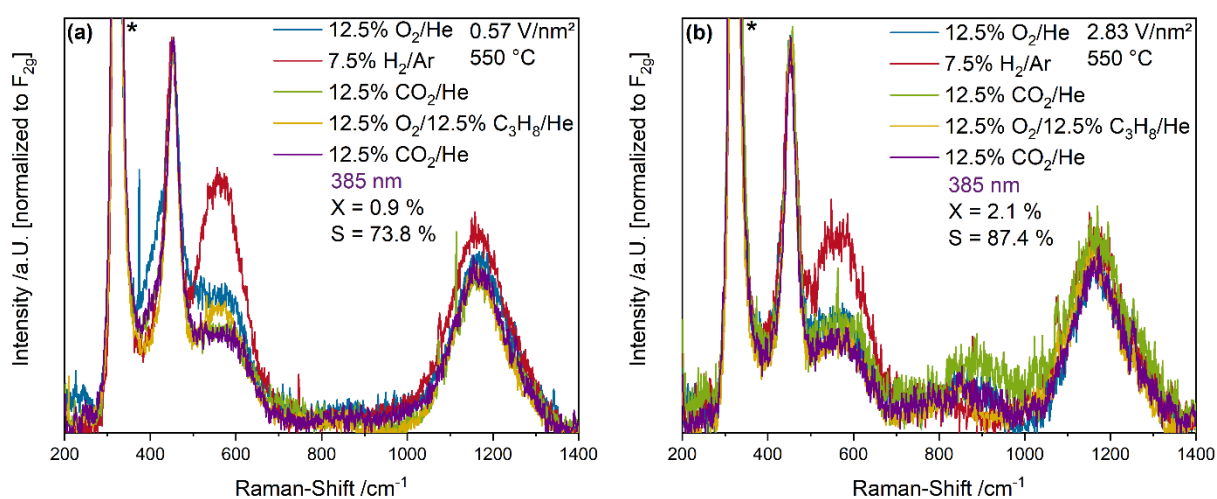 (a)
*
12.5% O₂/He
0.57 V/nm²
7.5% H₂/Ar
550 °C
12.5% CO₂/He
12.5% O₂/12.5% C₃H₈/He
12.5% CO₂/He
385 nm
X = 0.9 %
S = 73.8 %
Intensity /a.U. [normalized to F₂g]
200 400 600 800 1000 1200 1400
Raman-Shift /cm⁻¹
(b)
*
12.5% O₂/He
2.83 V/nm²
7.5% H₂/Ar
550 °C
12.5% CO₂/He
12.5% O₂/12.5% C₃H₈/He
12.5% CO₂/He
385 nm
X = 2.1 %
S = 87.4 %
Intensity /a.U. [normalized to F₂g]
200 400 600 800 1000 1200 1400
Raman-Shift /cm⁻¹